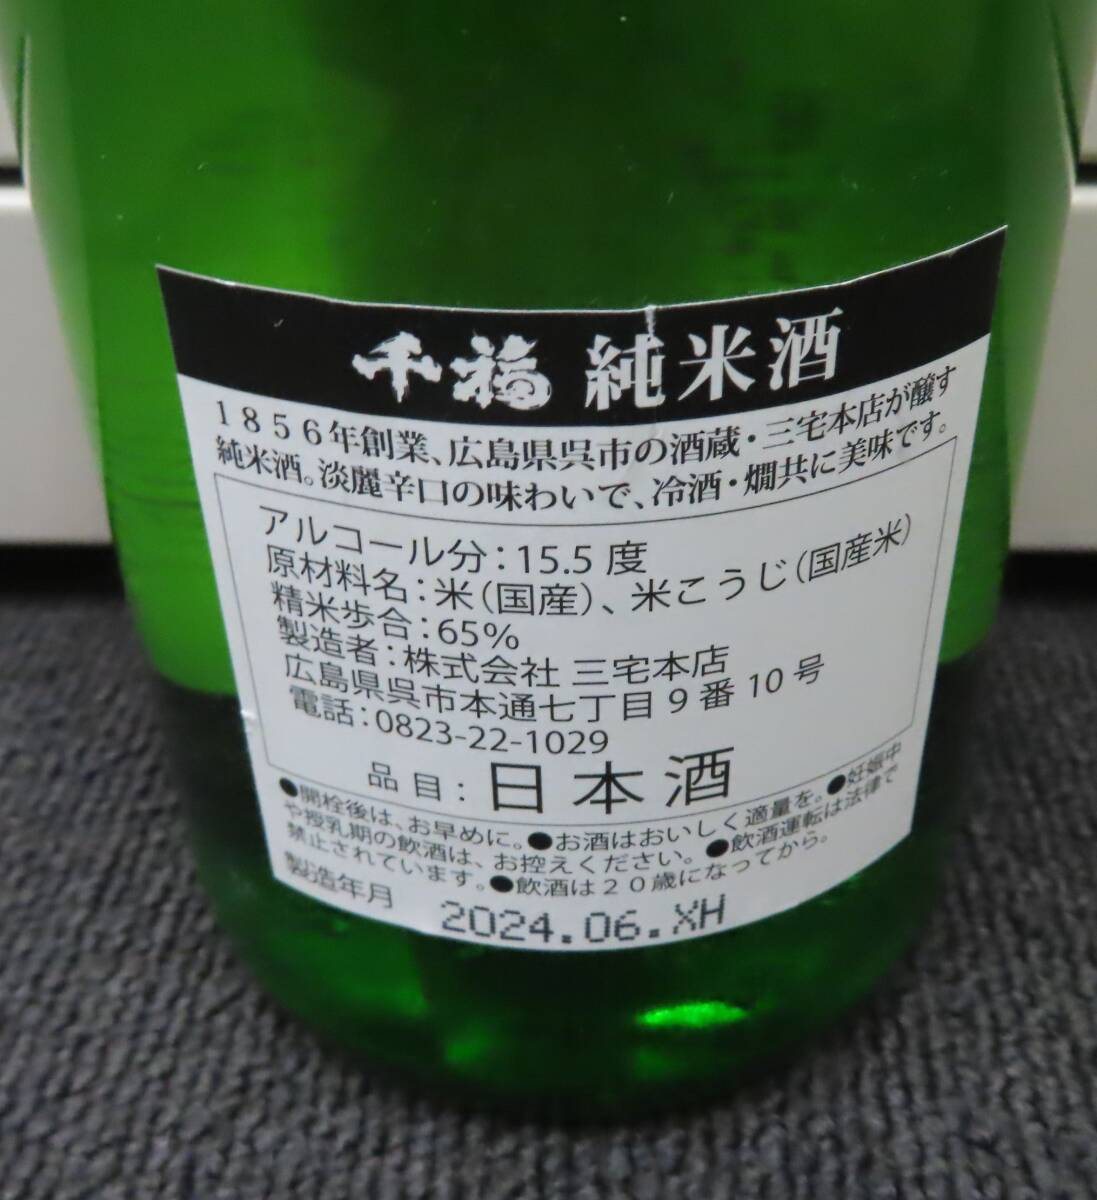 千福 純米酒
1856年創業、広島県呉市の酒蔵・三宅本店が醸す
純米酒。淡麗辛口の味わいで、冷酒・燗共に美味です。
アルコール分：15.5 度
原材料名：米（国産）、米こうじ（国産米）
精米歩合：65%
製造者：株式会社 三宅本店
広島県呉市本通七丁目 9 番 10 号
電話：0823-22-1029
品目：日本酒
●開栓後は、お早めに。●お酒はおいしく適量を。●妊娠中
や授乳期の飲酒は、お控えください。●飲酒運転は法律で
禁止されています。●飲酒は20歳になってから。
製造年月 2024.06.XH